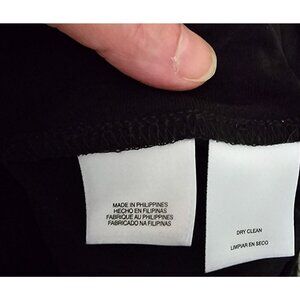 MADE IN PHILIPPINES
HECHO EN FILIPINAS
FABRIQUE AU PHILIPPINES
FABRICADO NA FILIPINAS
DRY CLEAN
LIMPIAR EN SECO